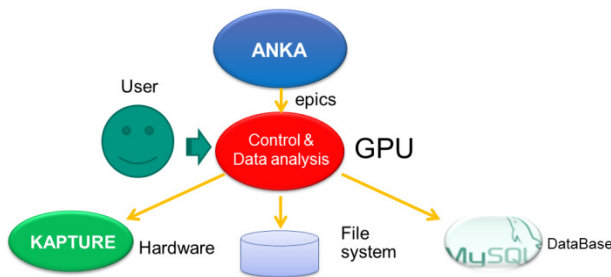 ANKA
User
epics
Control &
Data analysis
GPU
KAPTURE
Hardware
File
system
MySQL
DataBase